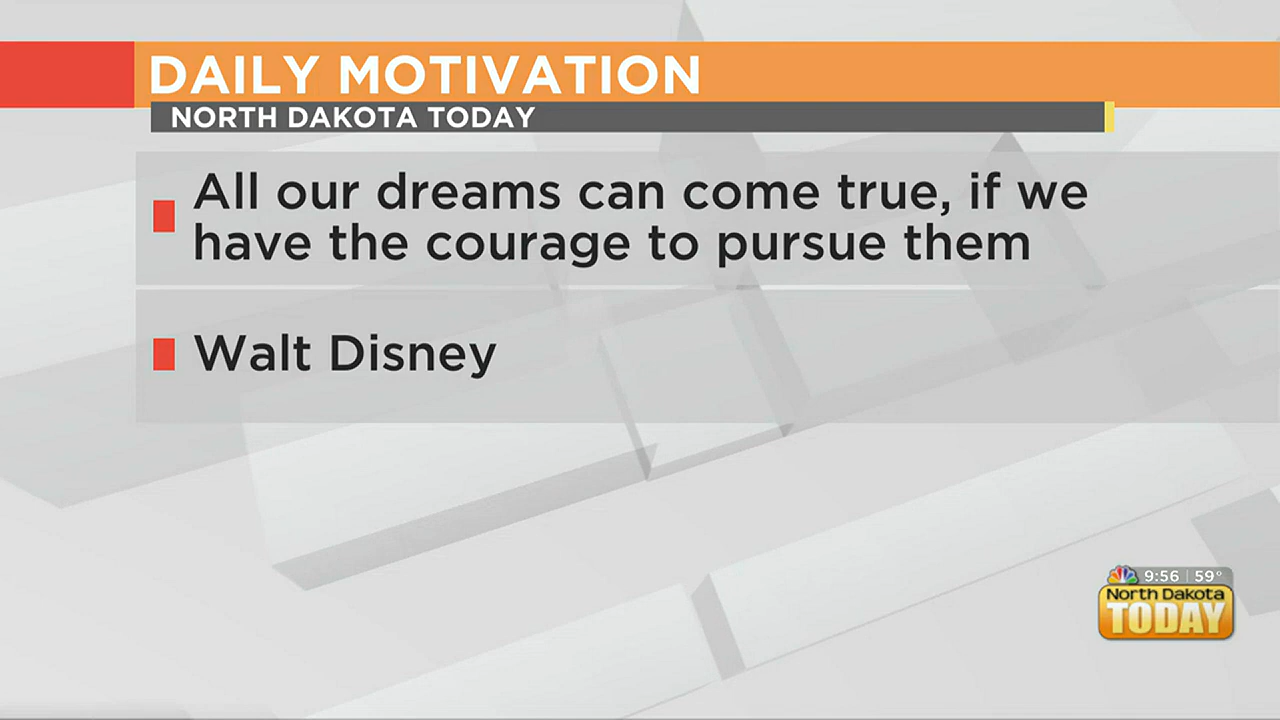 DAILY MOTIVATION
NORTH DAKOTA TODAY
All our dreams can come true, if we
have the courage to pursue them
Walt Disney
9:56 | 59°
North Dakota
TODAY